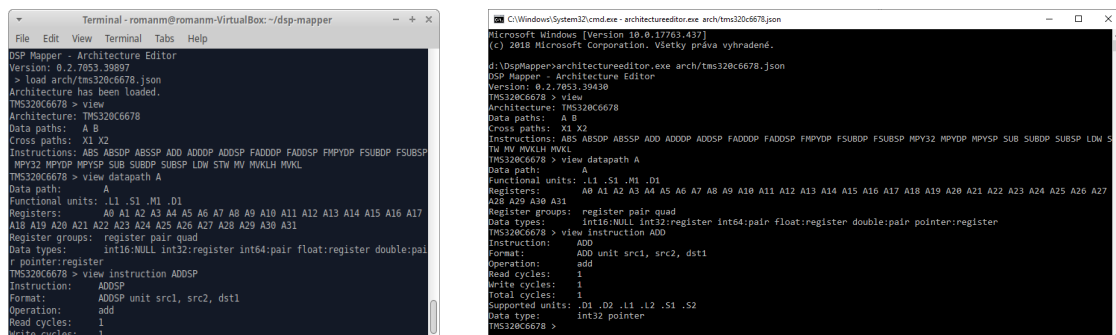 Terminal - romanm@romanm-VirtualBox: ~/dsp-mapper
File Edit View Terminal Tabs Help
DSP Mapper - Architecture Editor
Version: 0.2.7053.39897
 > load arch/tms320c6678.json
Architecture has been loaded.
TMS320C6678 > view
Architecture: TMS320C6678
Data paths: A B
Cross paths: X1 X2
Instructions: ABS ABSDP ABSSP ADD ADDDP ADDSP FADDDP FADDSP FMPYDP FSUBDP FSUBSP
 MPY32 MPYDP MPYSP SUB SUBDP SUBSP LDW STW MV MVKLH MVKL
TMS320C6678 > view datapath A
Data path: A
Functional units: .L1 .S1 .M1 .D1
Registers: A0 A1 A2 A3 A4 A5 A6 A7 A8 A9 A10 A11 A12 A13 A14 A15 A16 A17
A18 A19 A20 A21 A22 A23 A24 A25 A26 A27 A28 A29 A30 A31
Register groups: register pair quad
Data types: int16:NULL int32:register int64:pair float:register double:pai
r pointer:register
TMS320C6678 > view instruction ADDSP
Instruction: ADDSP
Format: ADDSP unit src1, src2, dst1
Operation: add
Read cycles: 1
Write cycles: 1
C:\Windows\System32\cmd.exe - architectureeditor.exe arch/tms320c6678.json
Microsoft Windows [Version 10.0.17763.437]
(c) 2018 Microsoft Corporation. Všetky práva vyhradené.
d:\DspMapper>architectureeditor.exe arch/tms320c6678.json
DSP Mapper - Architecture Editor
Version: 0.2.7053.39430
TMS320C6678 > view
Architecture: TMS320C6678
Data paths: A B
Cross paths: X1 X2
Instructions: ABS ABSDP ABSSP ADD ADDDP ADDSP FADDDP FADDSP FMPYDP FSUBDP FSUBSP MPY32 MPYDP MPYSP SUB SUBDP SUBSP LDW S
TW MV MVKLH MVKL
TMS320C6678 > view datapath A
Data path: A
Functional units: .L1 .S1 .M1 .D1
Registers: A0 A1 A2 A3 A4 A5 A6 A7 A8 A9 A10 A11 A12 A13 A14 A15 A16 A17 A18 A19 A20 A21 A22 A23 A24 A25 A26 A27
A28 A29 A30 A31
Register groups: register pair quad
Data types: int16:NULL int32:register int64:pair float:register double:pair pointer:register
TMS320C6678 > view instruction ADD
Instruction: ADD
Format: ADD unit src1, src2, dst1
Operation: add
Read cycles: 1
Write cycles: 1
Total cycles: 1
Supported units: .D1 .D2 .L1 .L2 .S1 .S2
Data type: int32 pointer
TMS320C6678 >